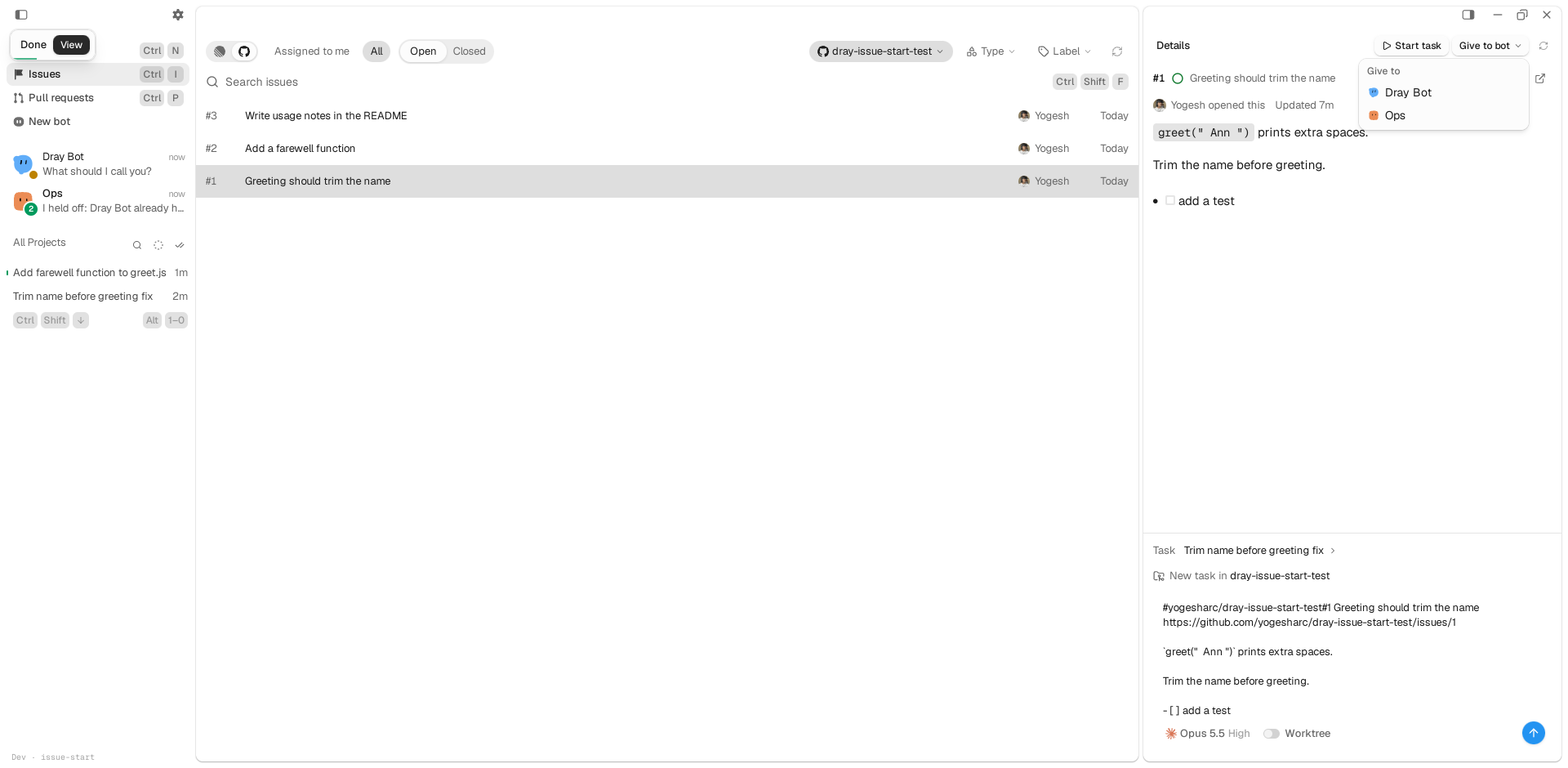 Done View
Ctrl N
Issues Ctrl I
Pull requests Ctrl P
New bot
Dray Bot now
What should I call you?
Ops now
2 I held off: Dray Bot already h...
All Projects
Add farewell function to greet.js 1m
Trim name before greeting fix 2m
Ctrl Shift ↓ Alt 1–0
Dev · issue-start
Assigned to me All Open Closed dray-issue-start-test Type Label
Search issues Ctrl Shift F
#3 Write usage notes in the README Yogesh Today
#2 Add a farewell function Yogesh Today
#1 Greeting should trim the name Yogesh Today
Details Start task Give to bot
#1 Greeting should trim the name
Yogesh opened this Updated 7m
Give to
Dray Bot
Ops
greet(" Ann ") prints extra spaces.
Trim the name before greeting.
• add a test
Task Trim name before greeting fix
New task in dray-issue-start-test
#yogesharc/dray-issue-start-test#1 Greeting should trim the name
https://github.com/yogesharc/dray-issue-start-test/issues/1
`greet("  Ann ")` prints extra spaces.
Trim the name before greeting.
- [ ] add a test
Opus 5.5 High Worktree